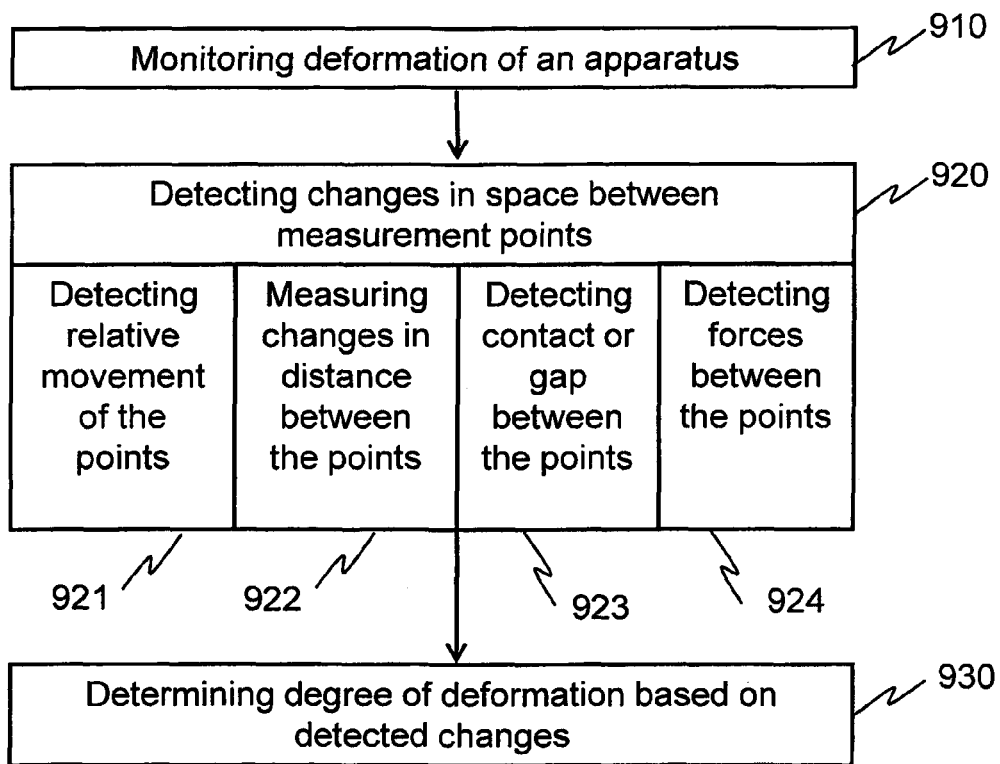 Monitoring deformation of an apparatus
910
Detecting changes in space between
measurement points
920
Detecting
relative
movement
of the
points
Measuring
changes in
distance
between
the points
Detecting
contact or
gap
between
the points
Detecting
forces
between
the points
921
922
923
924
Determining degree of deformation based on
detected changes
930